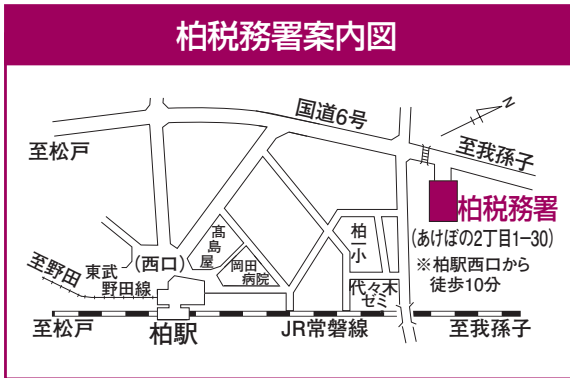 柏税務署案内図
国道6号
N
至松戸
至我孫子
柏税務署
(あけぼの2丁目1−30)
※柏駅西口から
徒歩10分
柏一小
髙島屋
岡田
病院
代々木
ゼミ
(西口)
至野田
東武
野田線
至松戸
柏駅
JR常磐線
至我孫子